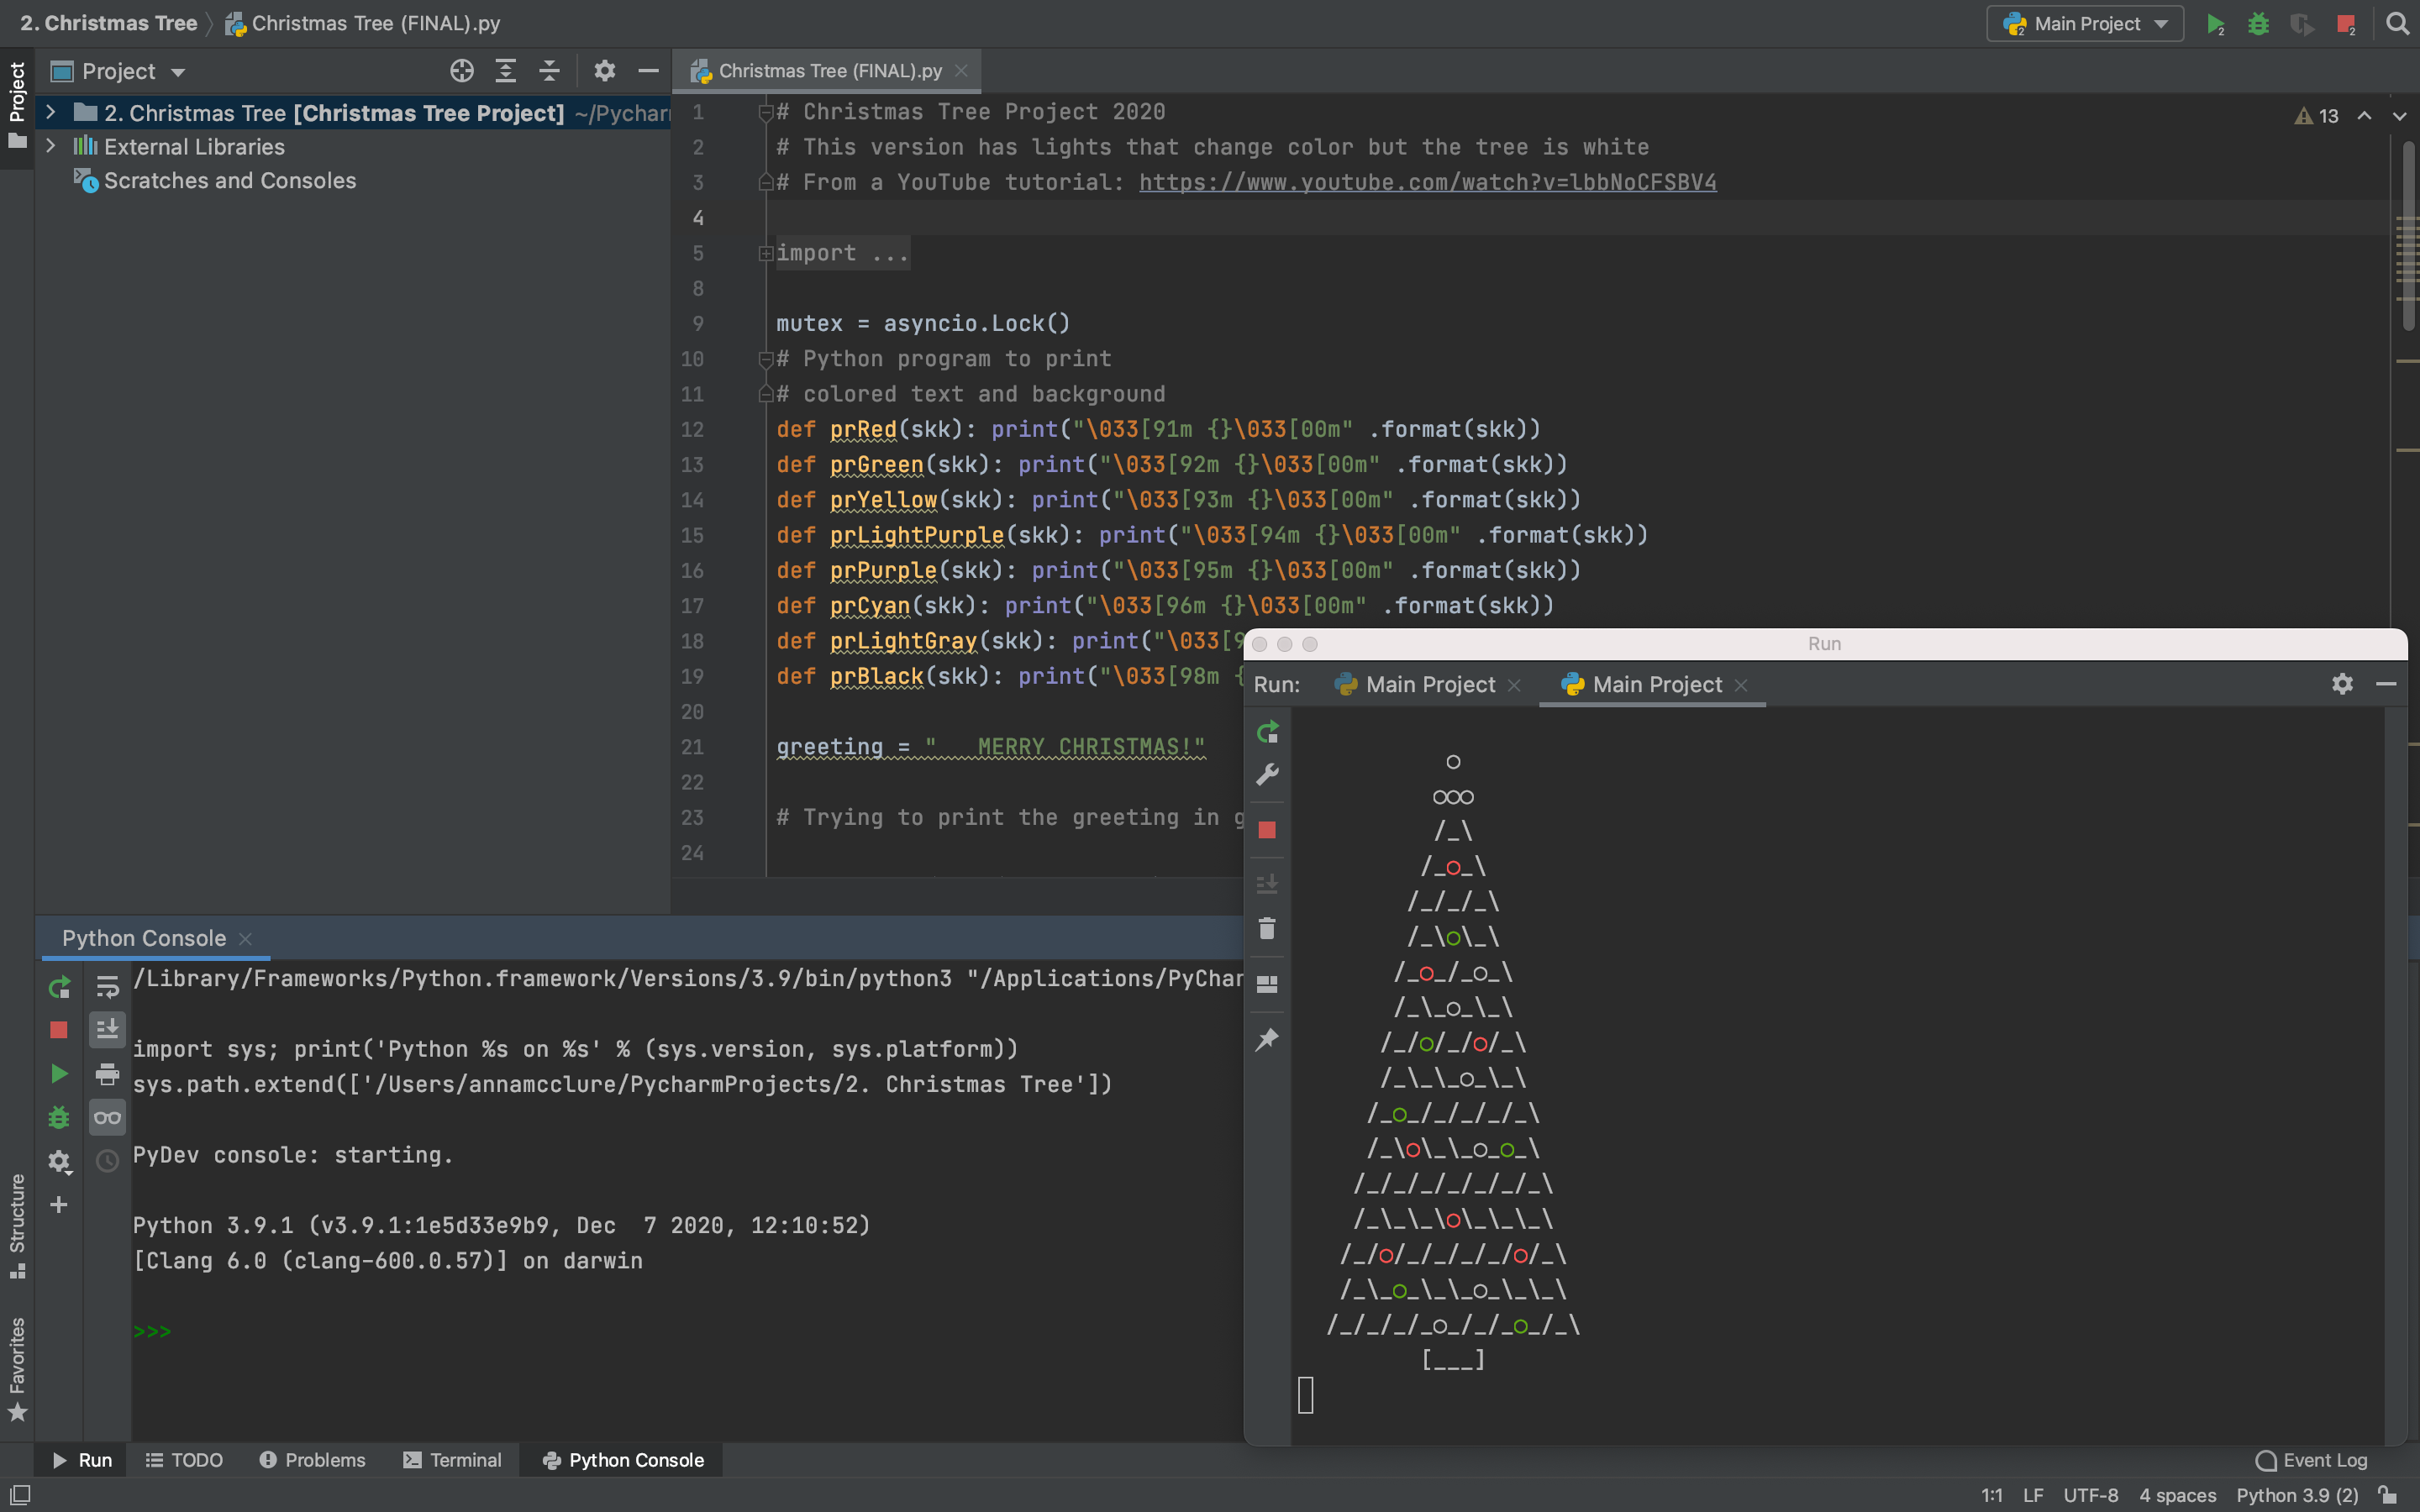 2. Christmas Tree
Christmas Tree (FINAL).py
Main Project
Project
Project
Christmas Tree (FINAL).py
2. Christmas Tree [Christmas Tree Project] ~/Pychar
External Libraries
Scratches and Consoles
13
1 # Christmas Tree Project 2020
2 # This version has lights that change color but the tree is white
3 # From a YouTube tutorial: https://www.youtube.com/watch?v=lbbNoCFSBV4
4
5 import ...
8
9 mutex = asyncio.Lock()
10 # Python program to print
11 # colored text and background
12 def prRed(skk): print("\033[91m {}\033[00m" .format(skk))
13 def prGreen(skk): print("\033[92m {}\033[00m" .format(skk))
14 def prYellow(skk): print("\033[93m {}\033[00m" .format(skk))
15 def prLightPurple(skk): print("\033[94m {}\033[00m" .format(skk))
16 def prPurple(skk): print("\033[95m {}\033[00m" .format(skk))
17 def prCyan(skk): print("\033[96m {}\033[00m" .format(skk))
18 def prLightGray(skk): print("\033[9
19 def prBlack(skk): print("\033[98m {
20
21 greeting = "   MERRY CHRISTMAS!"
22
23 # Trying to print the greeting in g
24
Run
Run: Main Project Main Project
         o
        ooo
        /_\
       /_o_\
      /_/_/_\
      /_\o\_\
     /_o_/_o_\
     /_\_o_\_\
    /_/o/_/o/_\
    /_\_\_o_\_\
   /_o_/_/_/_/_\
   /_\o\_\_o_o_\
  /_/_/_/_/_/_/_\
  /_\_\_\o\_\_\_\
 /_/o/_/_/_/_/o/_\
 /_\_o_\_\_o_\_\_\
/_/_/_/_o_/_/_o_/_\
       [___]
Python Console
/Library/Frameworks/Python.framework/Versions/3.9/bin/python3 "/Applications/PyChar
import sys; print('Python %s on %s' % (sys.version, sys.platform))
sys.path.extend(['/Users/annamcclure/PycharmProjects/2. Christmas Tree'])
PyDev console: starting.
Python 3.9.1 (v3.9.1:1e5d33e9b9, Dec  7 2020, 12:10:52)
[Clang 6.0 (clang-600.0.57)] on darwin
>>>
Structure
Favorites
Run TODO Problems Terminal Python Console Event Log
1:1 LF UTF-8 4 spaces Python 3.9 (2)